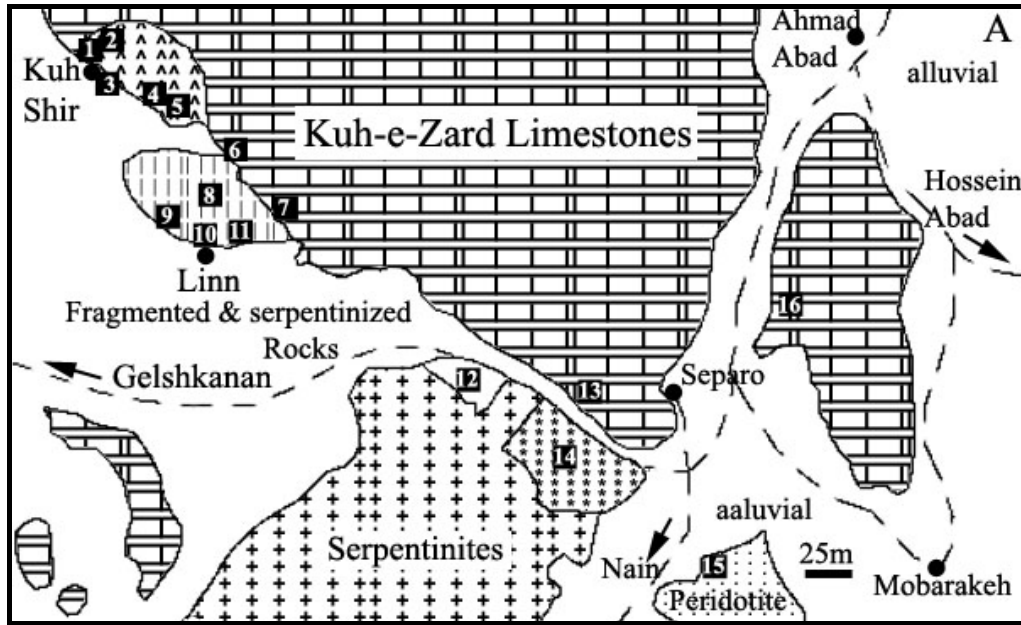 Ahmad
Abad
A
alluvial
1
2
Kuh
Shir
3
4
5
Kuh-e-Zard Limestones
6
7
8
9
10
11
Linn
Hossein
Abad
Fragmented & serpentinized
Rocks
16
Gelshkanan
12
13
Separo
14
aaluvial
25m
Serpentinites
Nain
15
Peridotite
Mobarakeh